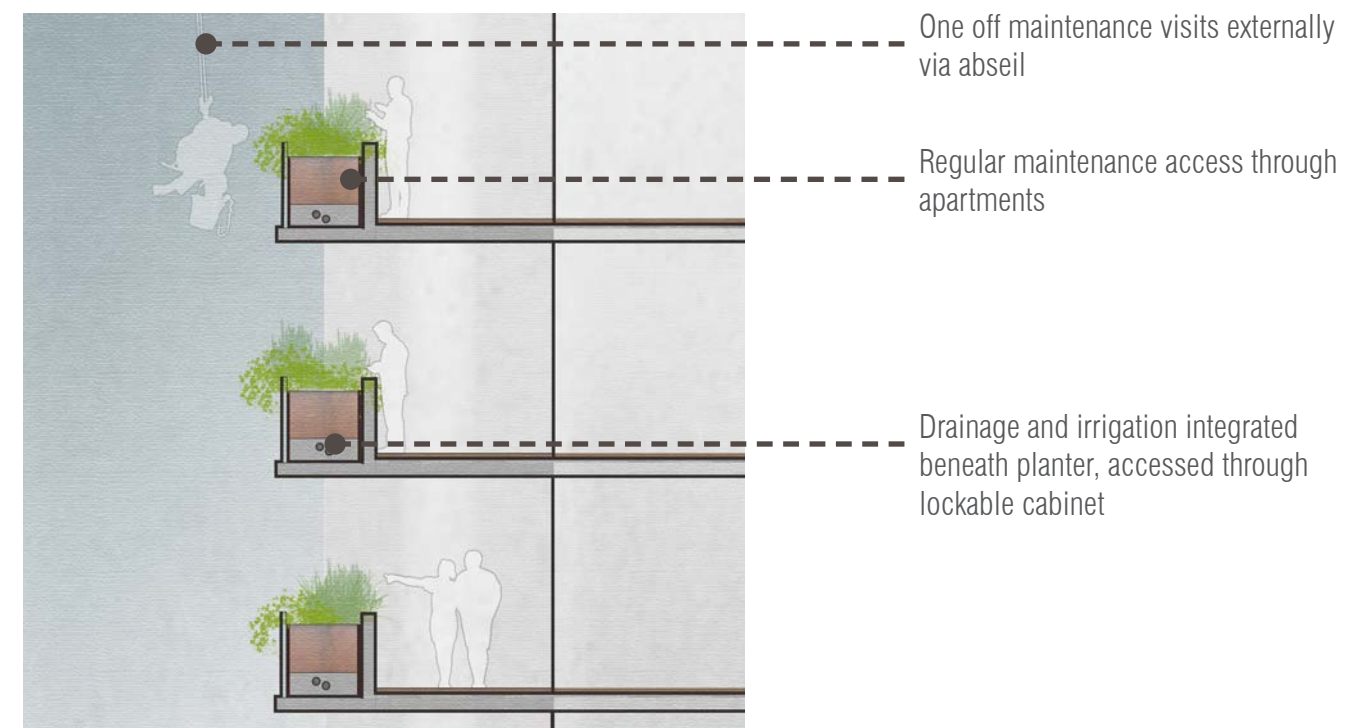 One off maintenance visits externally
via abseil
Regular maintenance access through
apartments
Drainage and irrigation integrated
beneath planter, accessed through
lockable cabinet